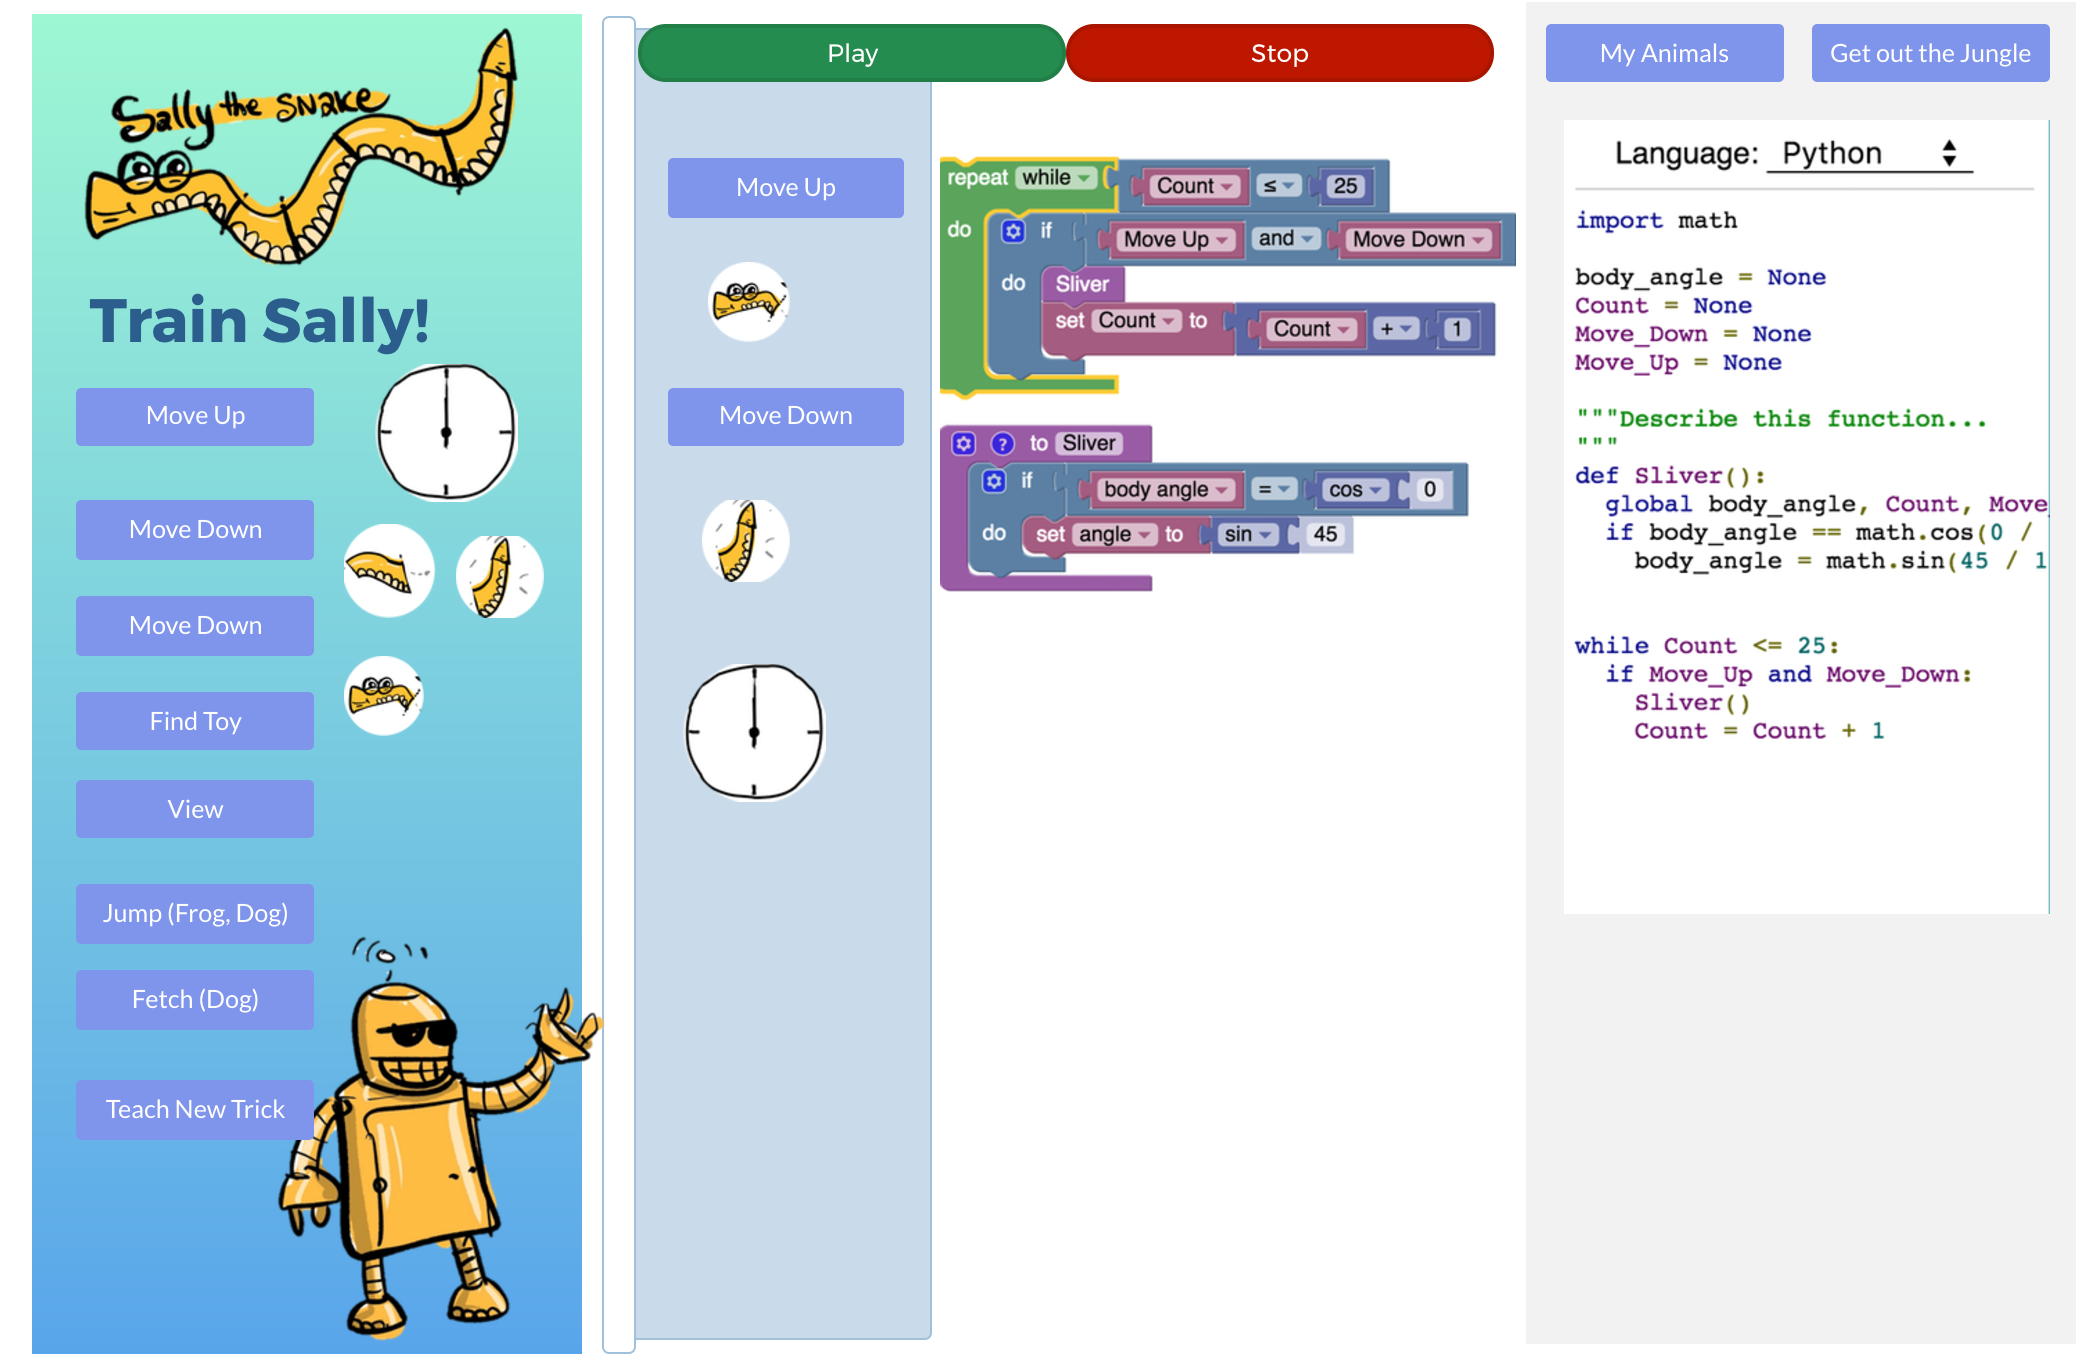 Sally the SNAKE
Train Sally!
Move Up
Move Down
Move Down
Find Toy
View
Jump (Frog, Dog)
Fetch (Dog)
Teach New Trick
Play
Stop
Move Up
Move Down
repeat while Count ≤ 25
do if Move Up and Move Down
do Sliver
set Count to Count + 1
? to Sliver
if body angle = cos 0
do set angle to sin 45
My Animals
Get out the Jungle
Language: Python
import math
body_angle = None
Count = None
Move_Down = None
Move_Up = None
"""Describe this function...
"""
def Sliver():
global body_angle, Count, Move_
if body_angle == math.cos(0 /
body_angle = math.sin(45 / 1
while Count <= 25:
if Move_Up and Move_Down:
Sliver()
Count = Count + 1